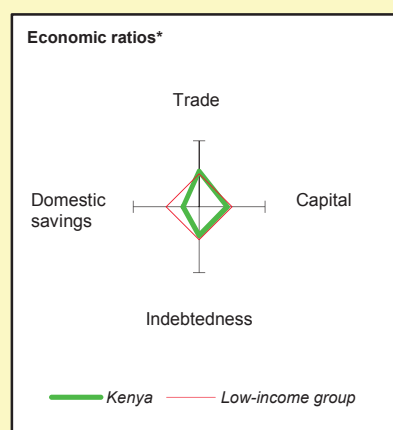 Economic ratios*
Trade
Domestic
savings
Capital
Indebtedness
Kenya
Low-income group